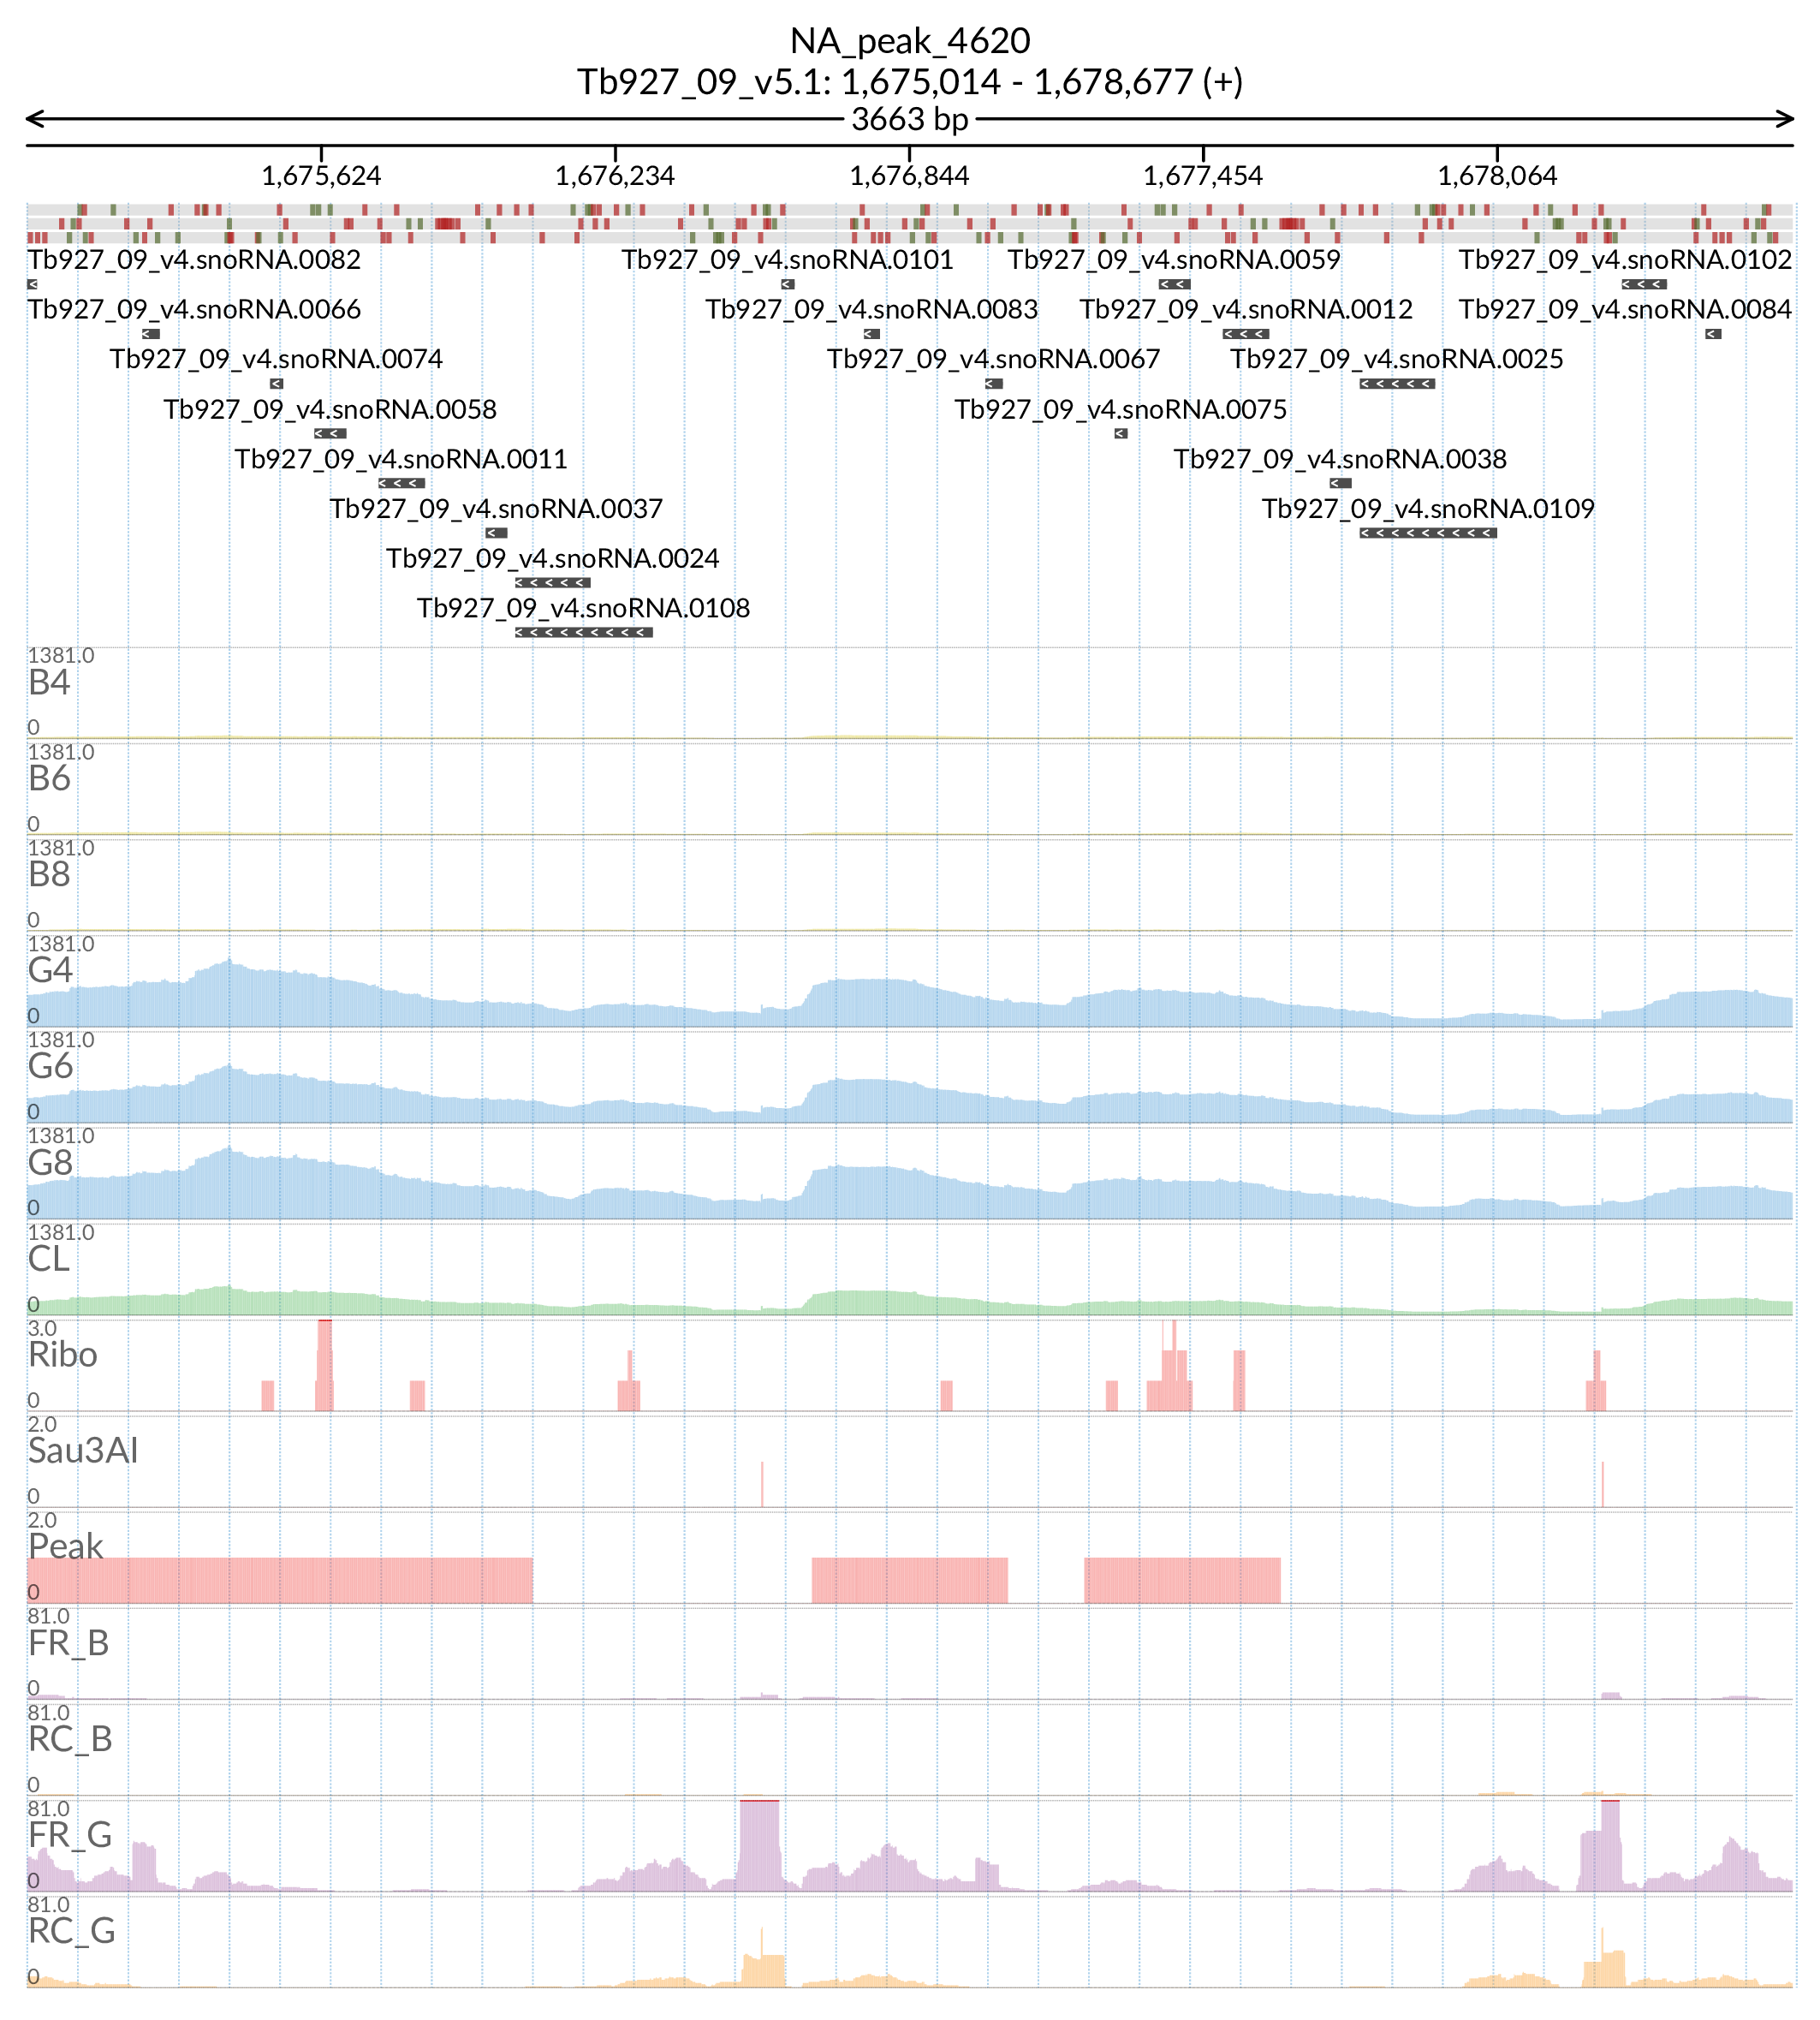 NA_peak_4620
Tb927_09_v5.1: 1,675,014 - 1,678,677 (+)
3663 bp
1,675,624 1,676,234 1,676,844 1,677,454 1,678,064
Tb927_09_v4.snoRNA.0082 Tb927_09_v4.snoRNA.0101 Tb927_09_v4.snoRNA.0059 Tb927_09_v4.snoRNA.0102
Tb927_09_v4.snoRNA.0066 Tb927_09_v4.snoRNA.0083 Tb927_09_v4.snoRNA.0012 Tb927_09_v4.snoRNA.0084
Tb927_09_v4.snoRNA.0074 Tb927_09_v4.snoRNA.0067 Tb927_09_v4.snoRNA.0025
Tb927_09_v4.snoRNA.0058 Tb927_09_v4.snoRNA.0075
Tb927_09_v4.snoRNA.0011 Tb927_09_v4.snoRNA.0038
Tb927_09_v4.snoRNA.0037 Tb927_09_v4.snoRNA.0109
Tb927_09_v4.snoRNA.0024
Tb927_09_v4.snoRNA.0108
1381.0
B4
0
1381.0
B6
0
1381.0
B8
0
1381.0
G4
0
1381.0
G6
0
1381.0
G8
0
1381.0
CL
0
3.0
Ribo
0
2.0
Sau3AI
0
2.0
Peak
0
81.0
FR_B
0
81.0
RC_B
0
81.0
FR_G
0
81.0
RC_G
0